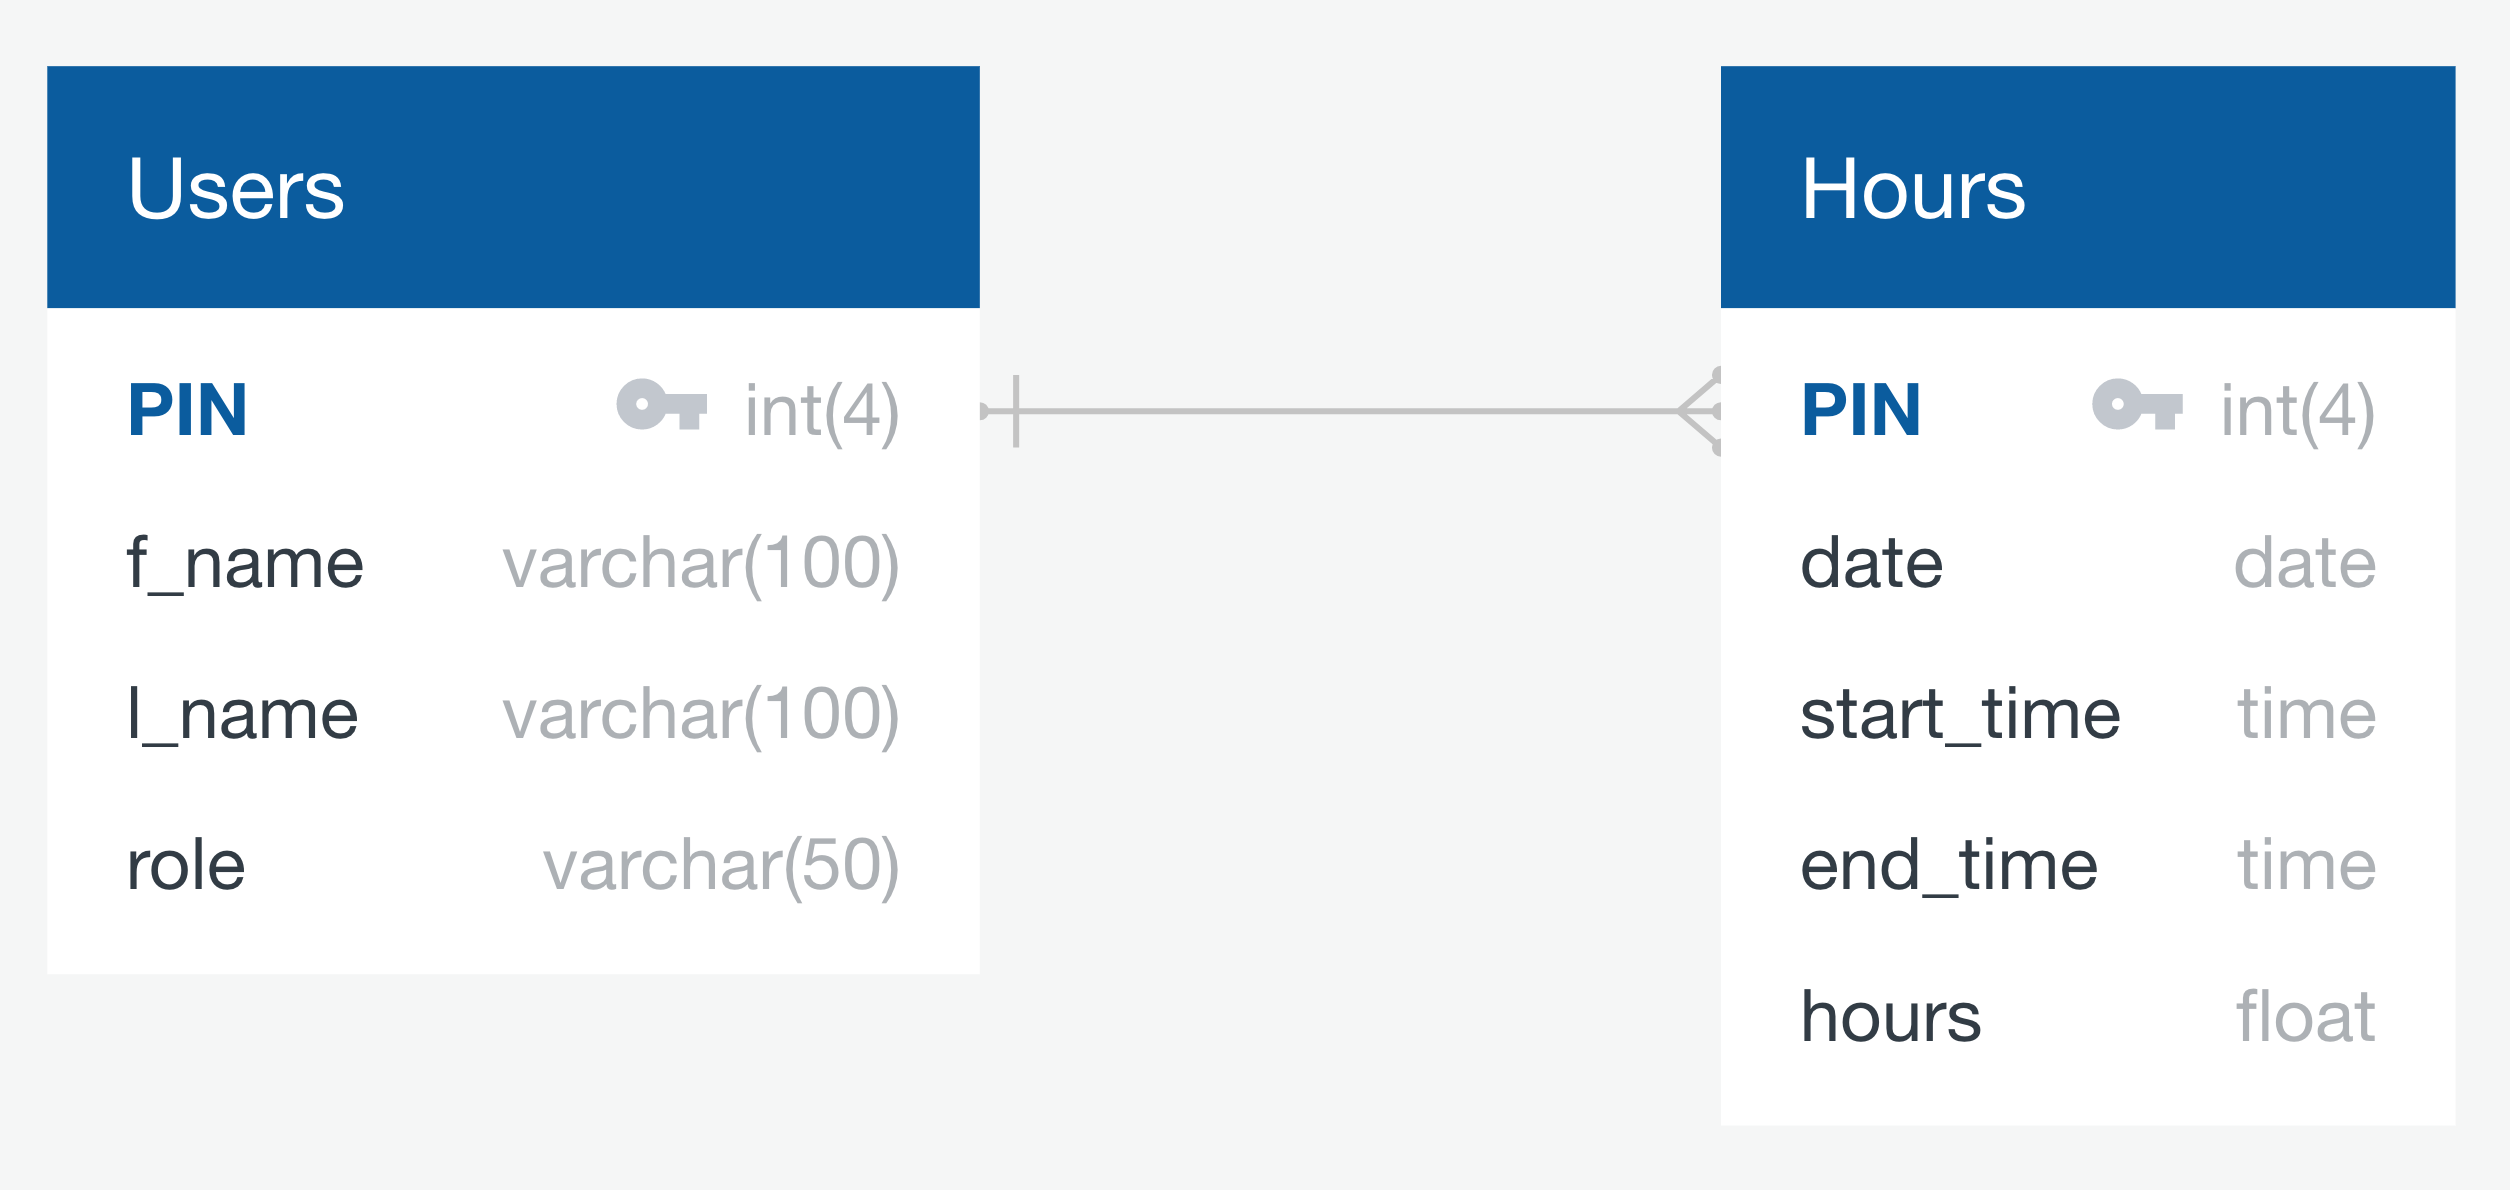 Users
PIN int(4)
f_name varchar(100)
l_name varchar(100)
role varchar(50)
Hours
PIN int(4)
date date
start_time time
end_time time
hours float